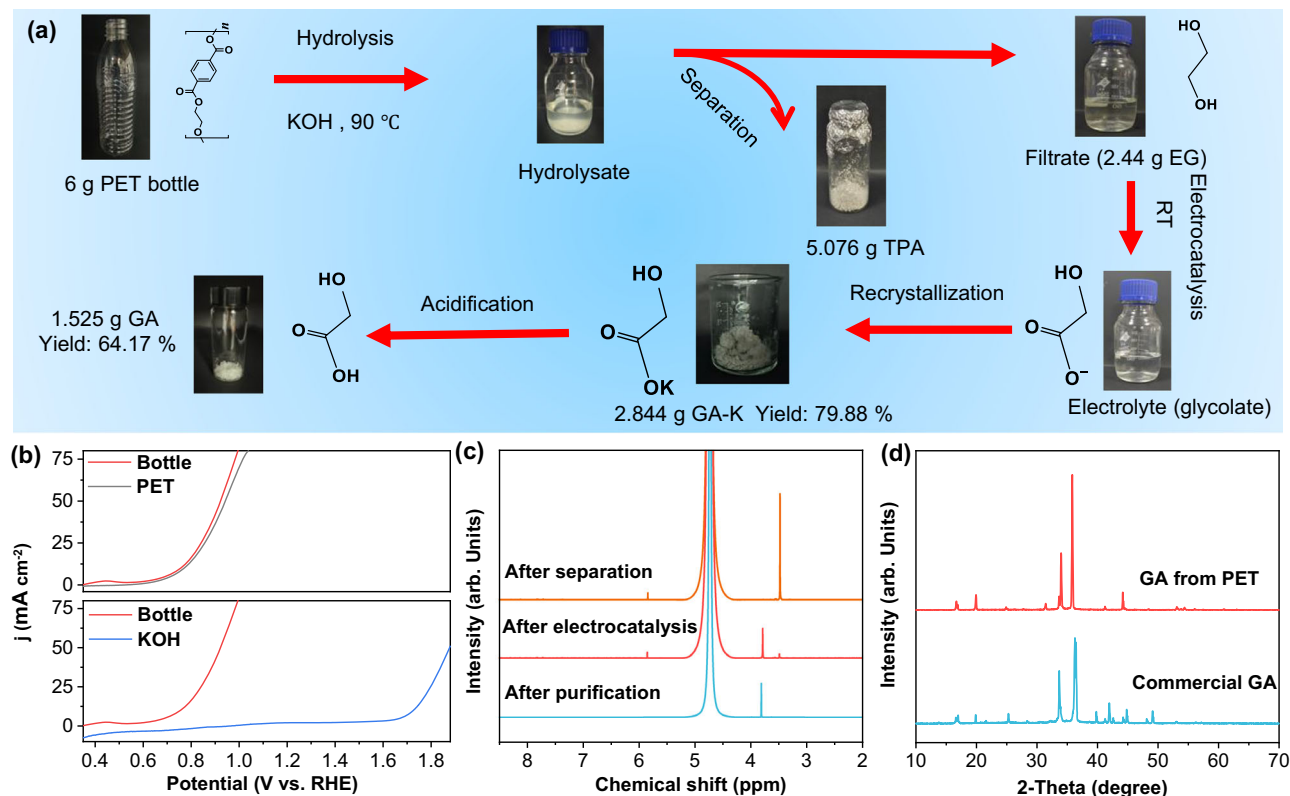 (a)
n
O
O
O
O
Hydrolysis
KOH , 90 ℃
6 g PET bottle
Hydrolysate
Separation
5.076 g TPA
HO
OH
Filtrate (2.44 g EG)
Electrocatalysis
RT
HO
O
O⁻
Electrolyte (glycolate)
Recrystallization
HO
O
OK
2.844 g GA-K Yield: 79.88 %
Acidification
HO
O
OH
1.525 g GA
Yield: 64.17 %
(b)
Bottle
PET
75
50
25
0
Bottle
KOH
75
50
25
0
j (mA cm⁻²)
0.4 0.6 0.8 1.0 1.2 1.4 1.6 1.8
Potential (V vs. RHE)
(c)
After separation
After electrocatalysis
After purification
Intensity (arb. Units)
7 6 5 4 3 2
Chemical shift (ppm)
(d)
GA from PET
Commercial GA
Intensity (arb. Units)
10 20 30 40 50 60 70
2-Theta (degree)